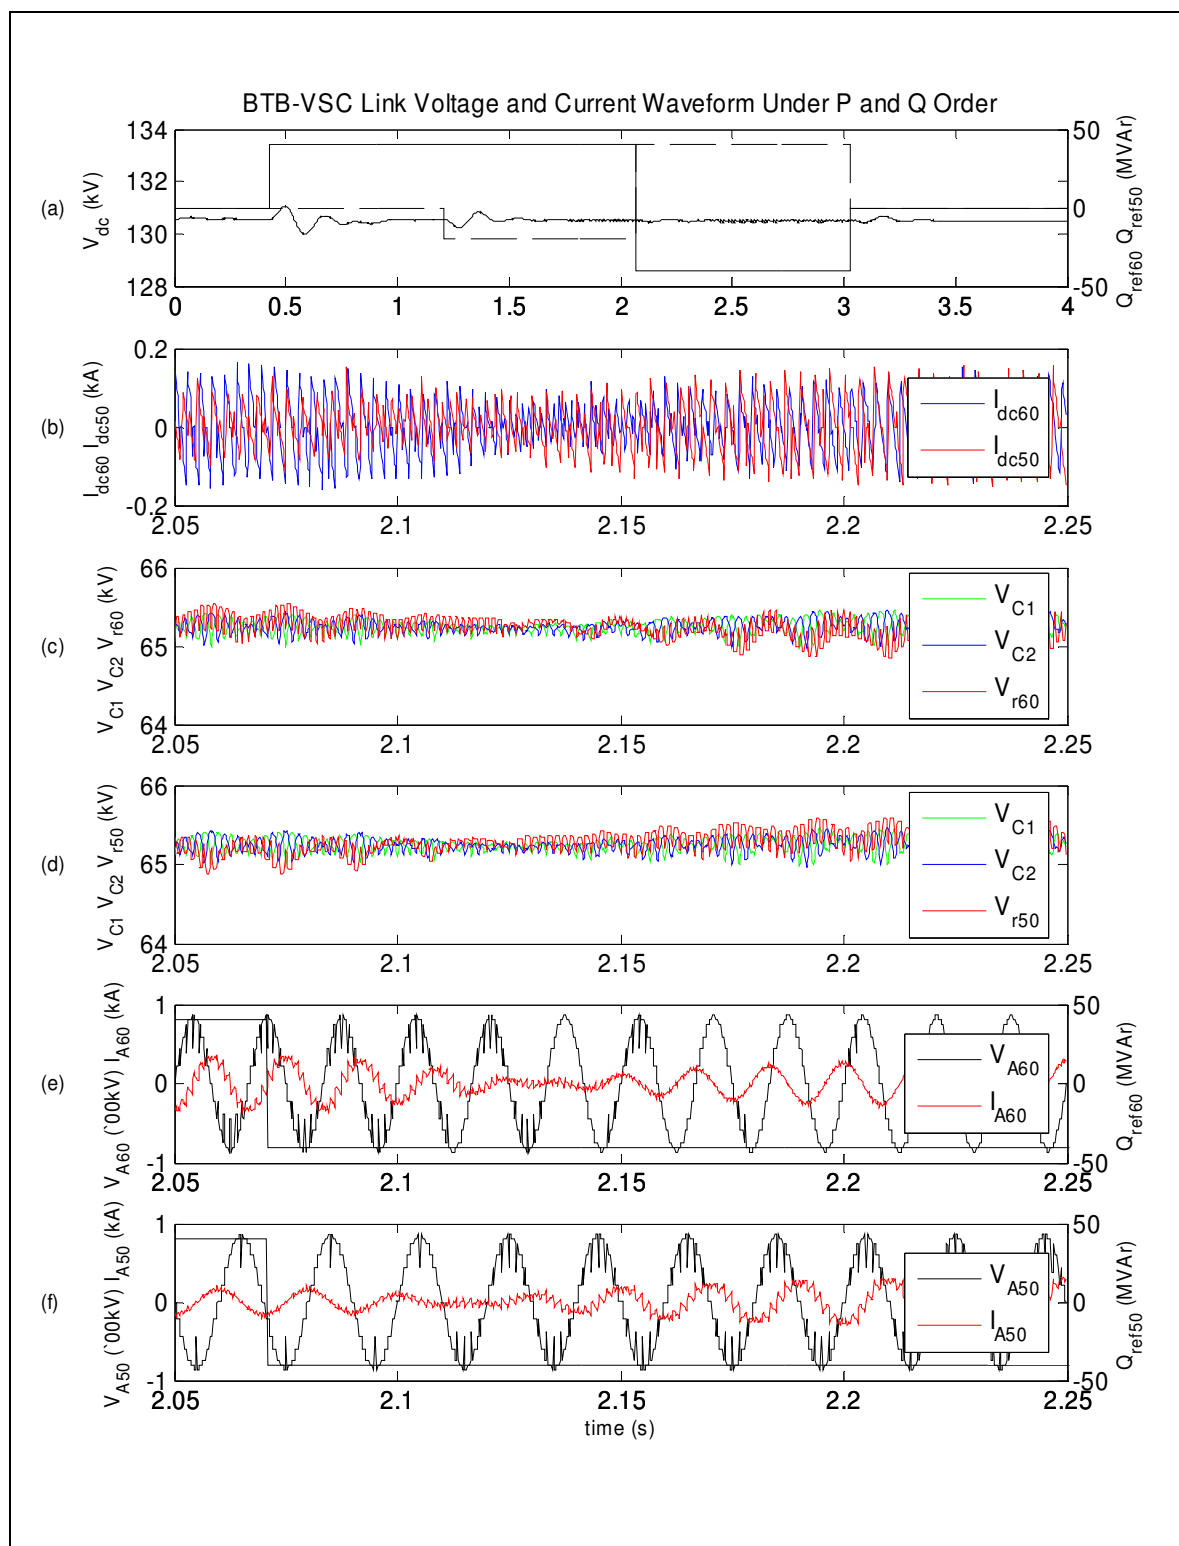 BTB-VSC Link Voltage and Current Waveform Under P and Q Order
(a)
V_dc (kV)
134
132
130
128
50
0
-50
Q_ref60 Q_ref50 (MVAr)
0 0.5 1 1.5 2 2.5 3 3.5 4
(b)
I_dc60 I_dc50 (kA)
0.2
0
-0.2
I_dc60
I_dc50
2.05 2.1 2.15 2.2 2.25
(c)
V_C1 V_C2 V_r60 (kV)
66
65
64
V_C1
V_C2
V_r60
2.05 2.1 2.15 2.2 2.25
(d)
V_C1 V_C2 V_r50 (kV)
66
65
64
V_C1
V_C2
V_r50
2.05 2.1 2.15 2.2 2.25
(e)
V_A60 (`00kV) I_A60 (kA)
1
0
-1
V_A60
I_A60
50
0
-50
Q_ref60 (MVAr)
2.05 2.1 2.15 2.2 2.25
(f)
V_A50 (`00kV) I_A50 (kA)
1
0
-1
V_A50
I_A50
50
0
-50
Q_ref50 (MVAr)
2.05 2.1 2.15 2.2 2.25
time (s)